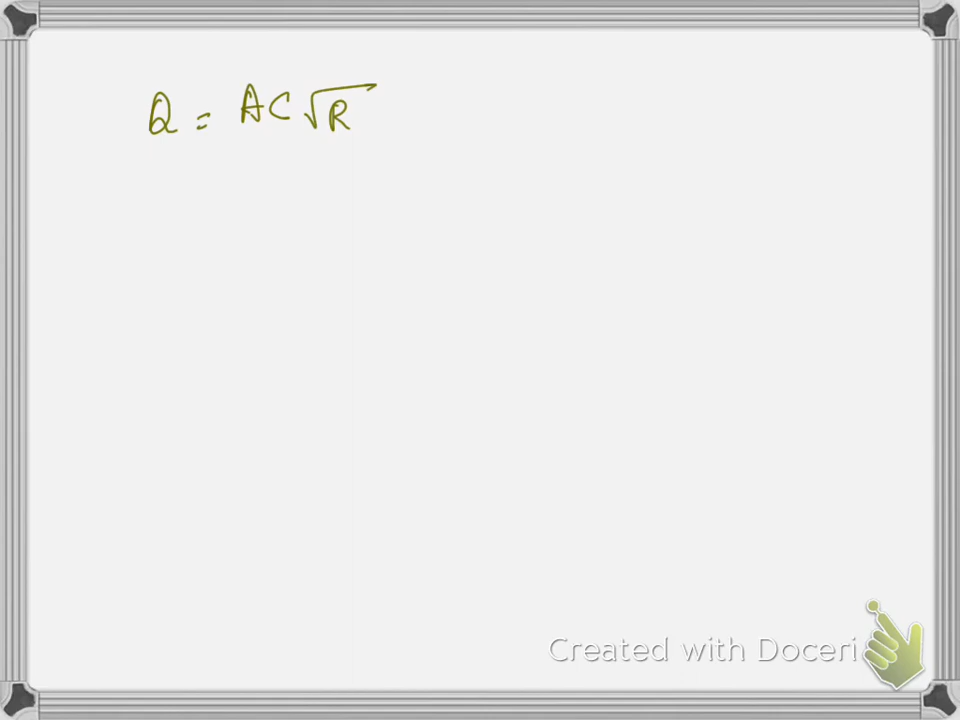 Q = AC√R
Created with Doceri